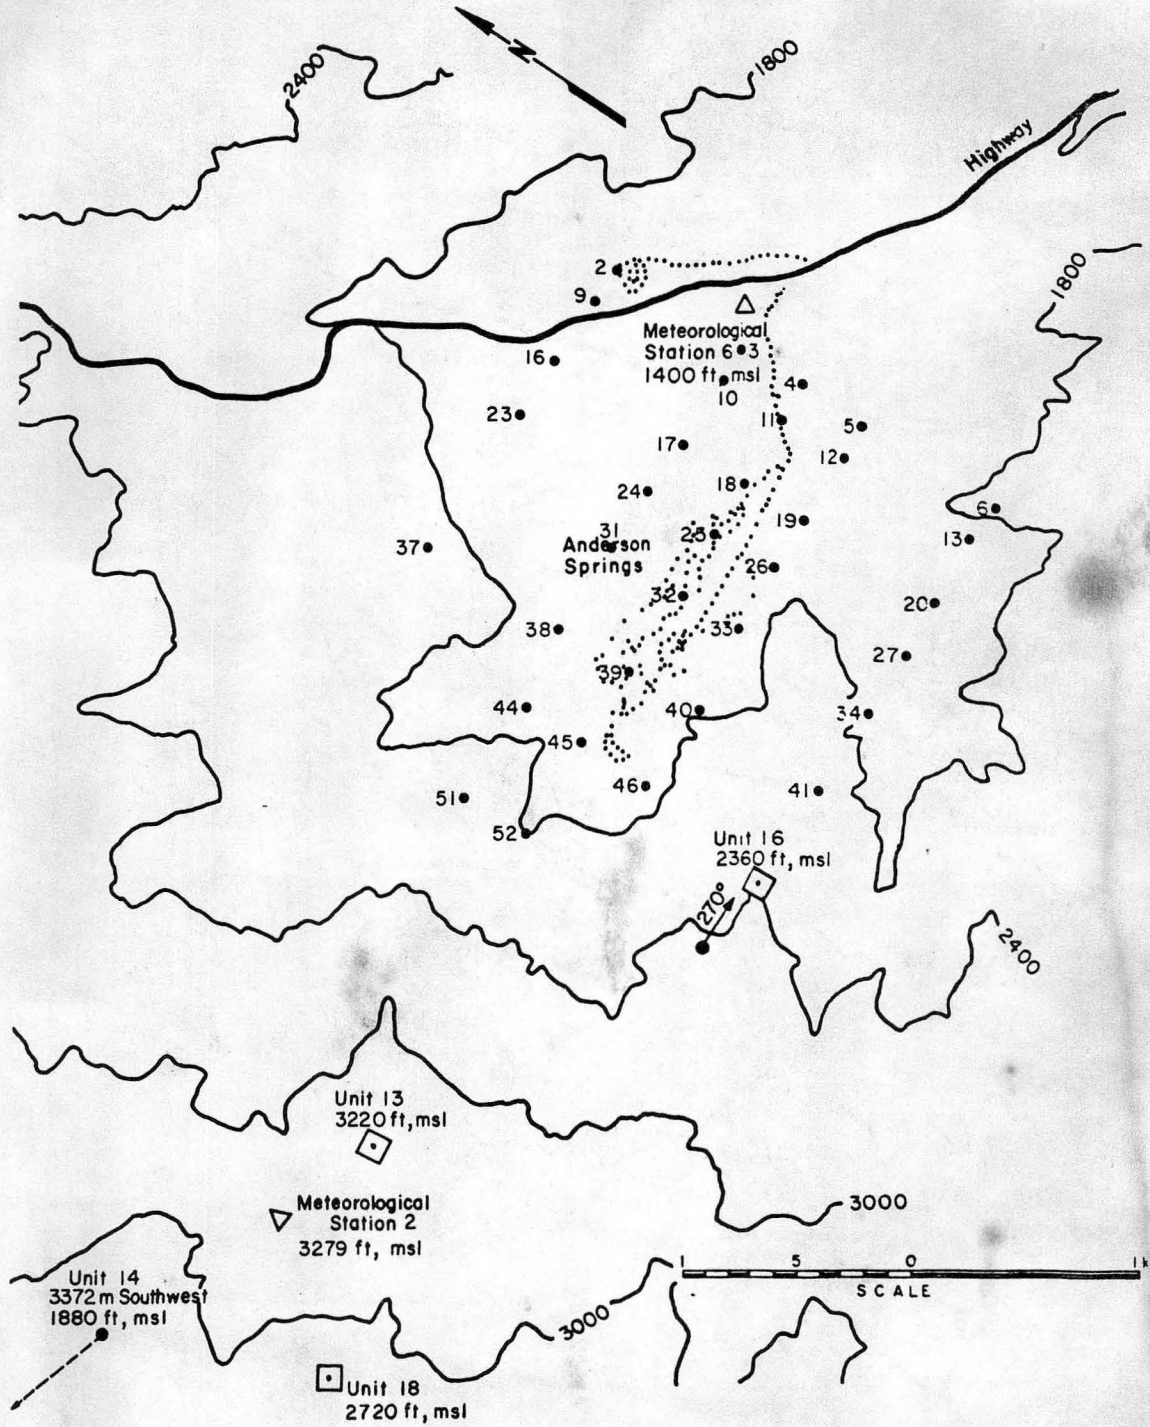 N
2400
1800
Highway
1800
2
9
Meteorological
Station 6 3
1400 ft, msl
16
10
4
23
11
5
17
12
24
18
6
19
31
25
13
37
Anderson
Springs
26
32
20
38
33
27
39
44
40
34
45
46
41
51
52
Unit 16
2360 ft, msl
270°
2400
Unit 13
3220 ft, msl
Meteorological
Station 2
3279 ft, msl
3000
1 5 0 1 k
SCALE
Unit 14
3372 m Southwest
1880 ft, msl
3000
Unit 18
2720 ft, msl